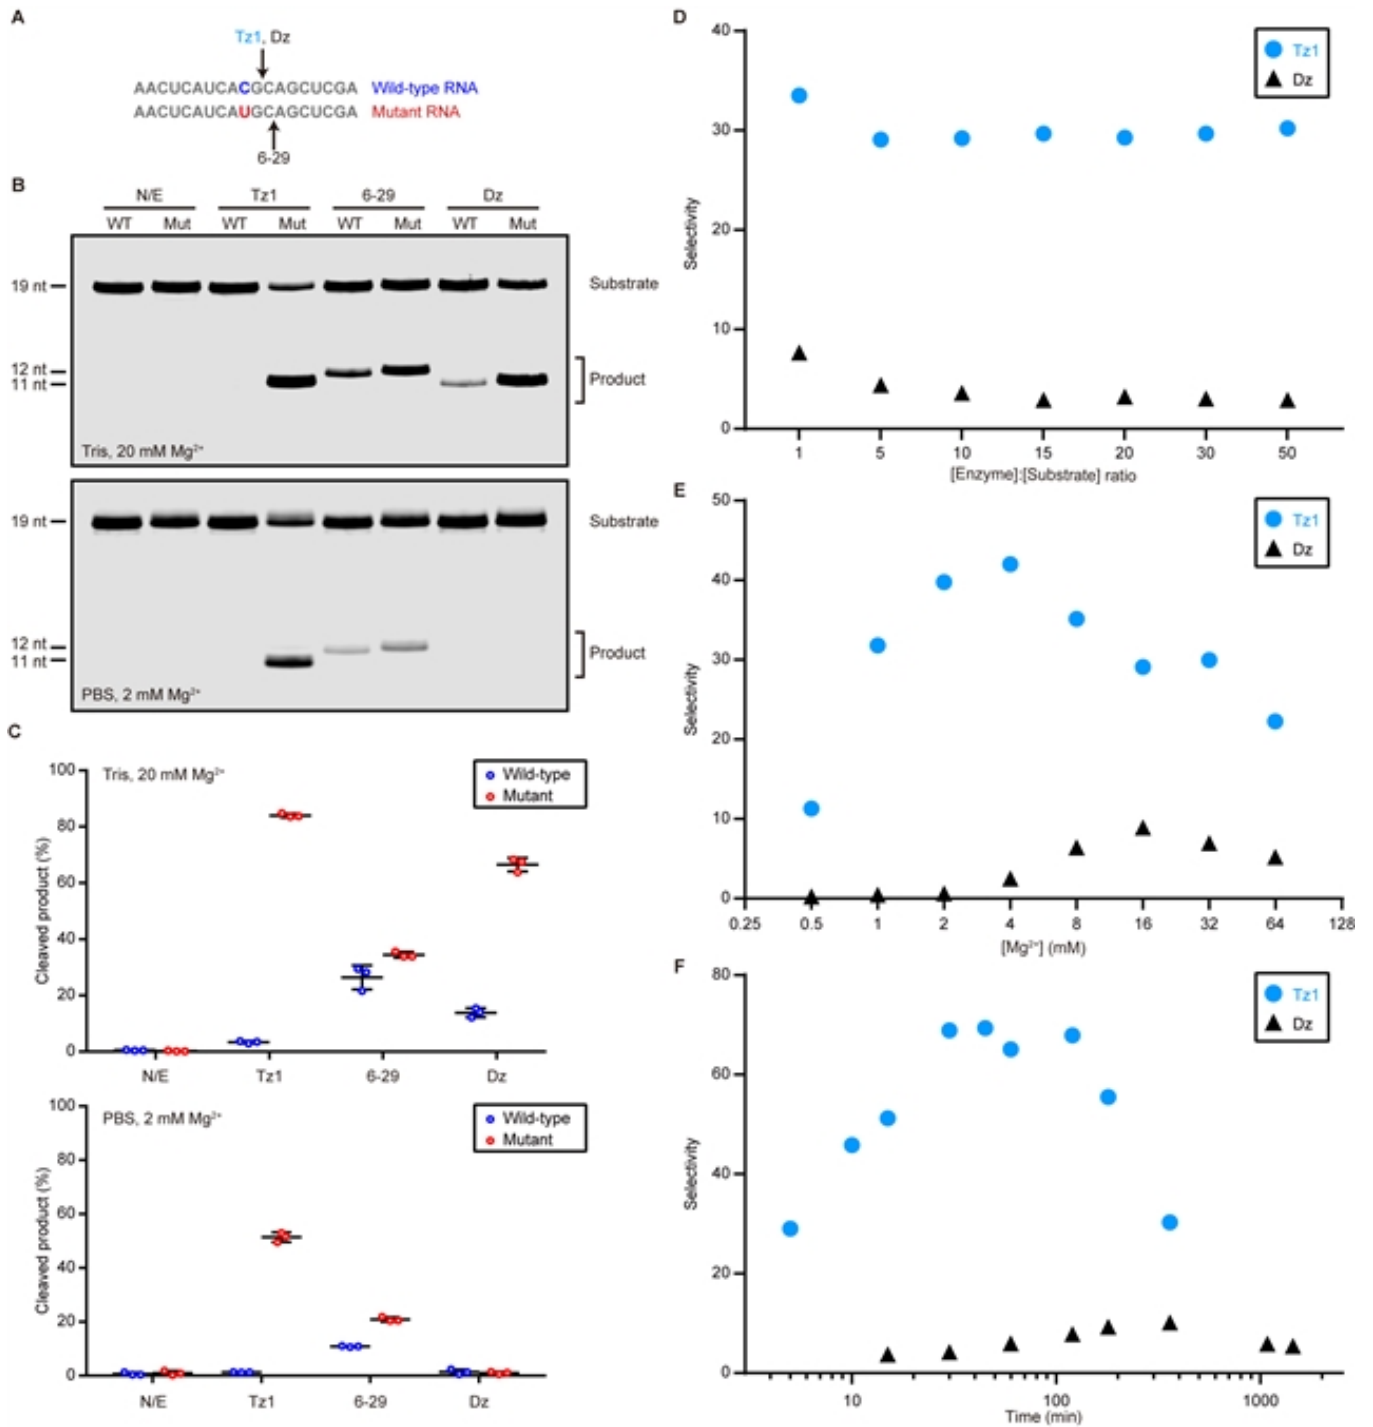 A
Tz1, Dz
AACUCAUCACGCAGCUCGA Wild-type RNA
AACUCAUCAUGCAGCUCGA Mutant RNA
6-29
B
N/E Tz1 6-29 Dz
WT Mut WT Mut WT Mut WT Mut
19 nt Substrate
12 nt
11 nt
Product
Tris, 20 mM Mg²⁺
19 nt Substrate
12 nt
11 nt
Product
PBS, 2 mM Mg²⁺
C
Tris, 20 mM Mg²⁺
Wild-type
Mutant
Cleaved product (%)
100
80
60
40
20
0
N/E Tz1 6-29 Dz
PBS, 2 mM Mg²⁺
Wild-type
Mutant
Cleaved product (%)
100
80
60
40
20
0
N/E Tz1 6-29 Dz
D
Tz1
Dz
Selectivity
40
30
20
10
0
1 5 10 15 20 30 50
[Enzyme]:[Substrate] ratio
E
Tz1
Dz
Selectivity
50
40
30
20
10
0
0.25 0.5 1 2 4 8 16 32 64 128
[Mg²⁺] (mM)
F
Tz1
Dz
Selectivity
80
60
40
20
0
10 100 1000
Time (min)